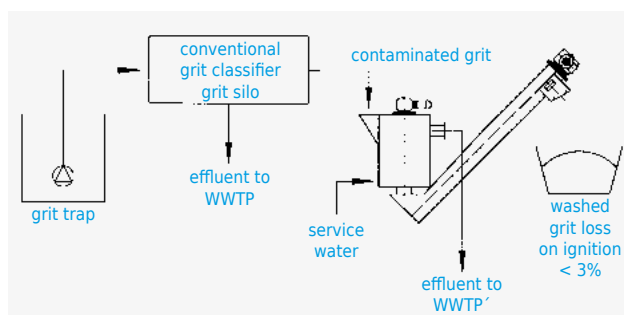 conventional
grit classifier
grit silo
contaminated grit
effluent to
WWTP
grit trap
service
water
effluent to
WWTP´
washed
grit loss
on ignition
< 3%